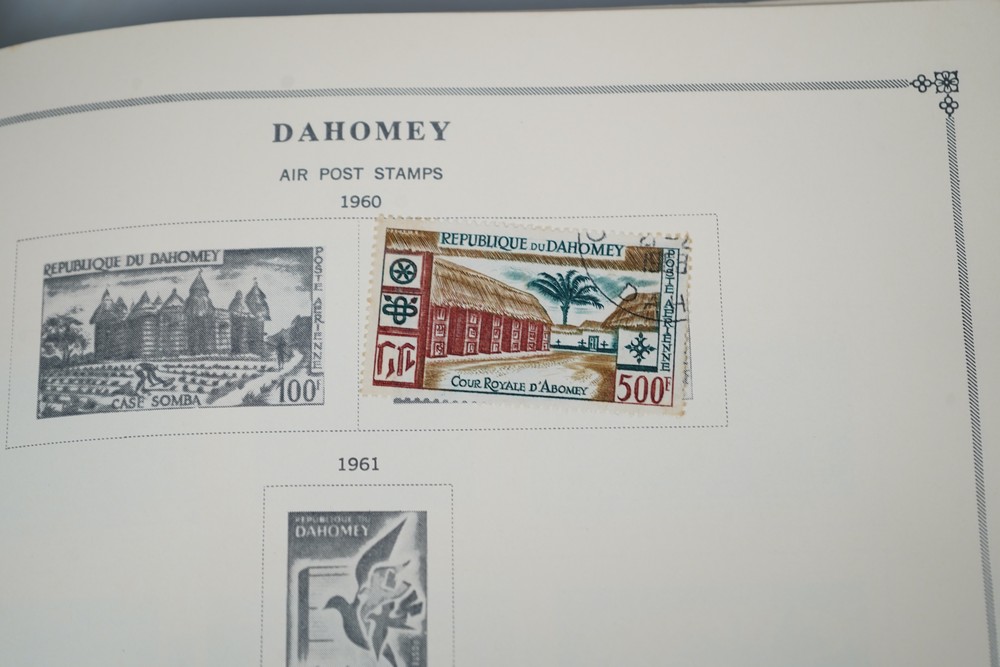 DAHOMEY
AIR POST STAMPS
1960
REPUBLIQUE DU DAHOMEY
POSTE AERIENNE
CASE SOMBA
100F
REPUBLIQUE DU DAHOMEY
POSTE AERIENNE
COUR ROYALE D'ABOMEY
500F
1961
REPUBLIQUE DU
DAHOMEY